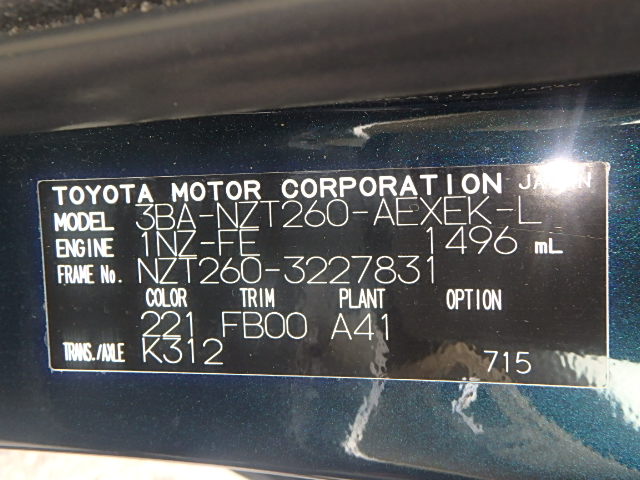 TOYOTA MOTOR CORPORATION JAPAN
MODEL 3BA-NZT260-AEXEK-L
ENGINE 1NZ-FE 1496 mL
FRAME No. NZT260-3227831
COLOR TRIM PLANT OPTION
221 FB00 A41
TRANS./AXLE K312 715